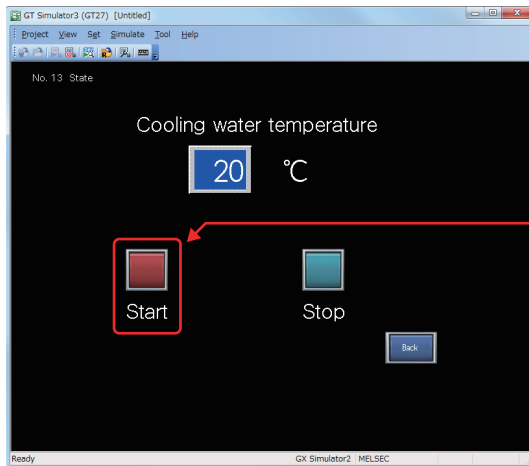 GT Simulator3 (GT27) [Untitled]
Project View Set Simulate Tool Help
No. 13 State
Cooling water temperature
20 ℃
Start Stop
Back
Ready GX Simulator2 MELSEC